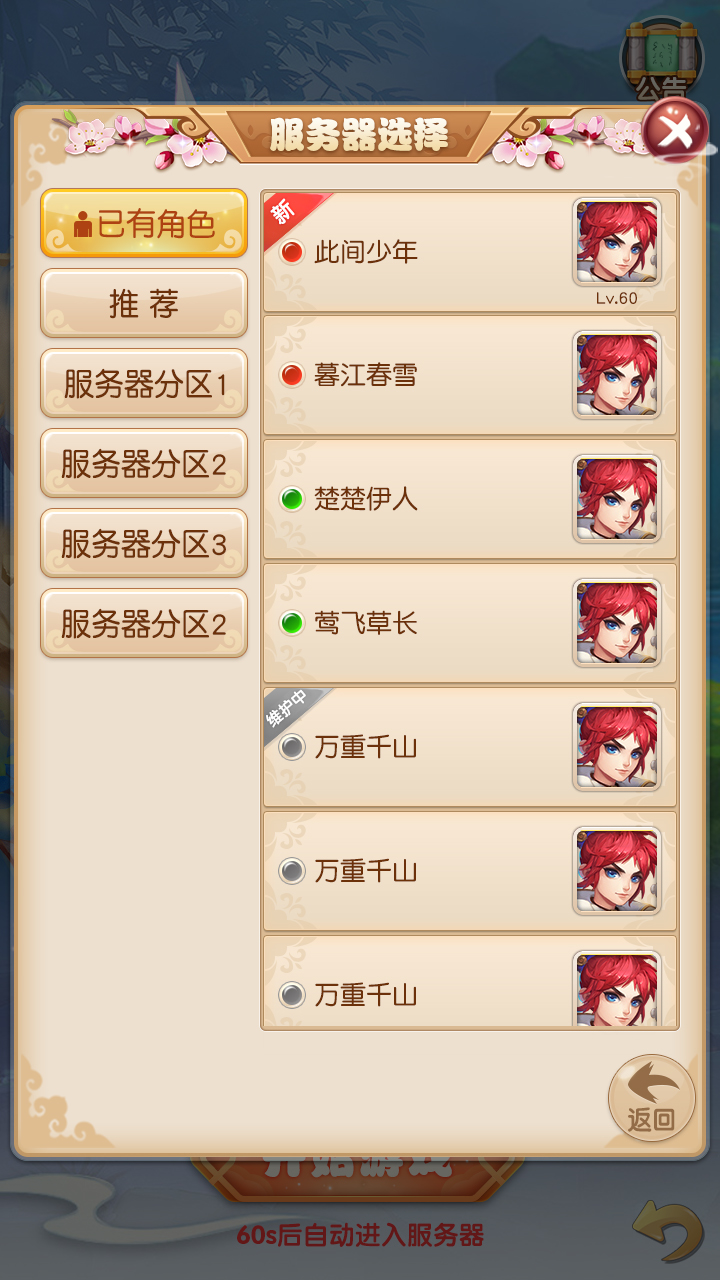 公告
服务器选择
已有角色
推荐
服务器分区1
服务器分区2
服务器分区3
服务器分区2
新
此间少年
Lv.60
暮江春雪
楚楚伊人
莺飞草长
维护中
万重千山
万重千山
万重千山
返回
开始游戏
60s后自动进入服务器